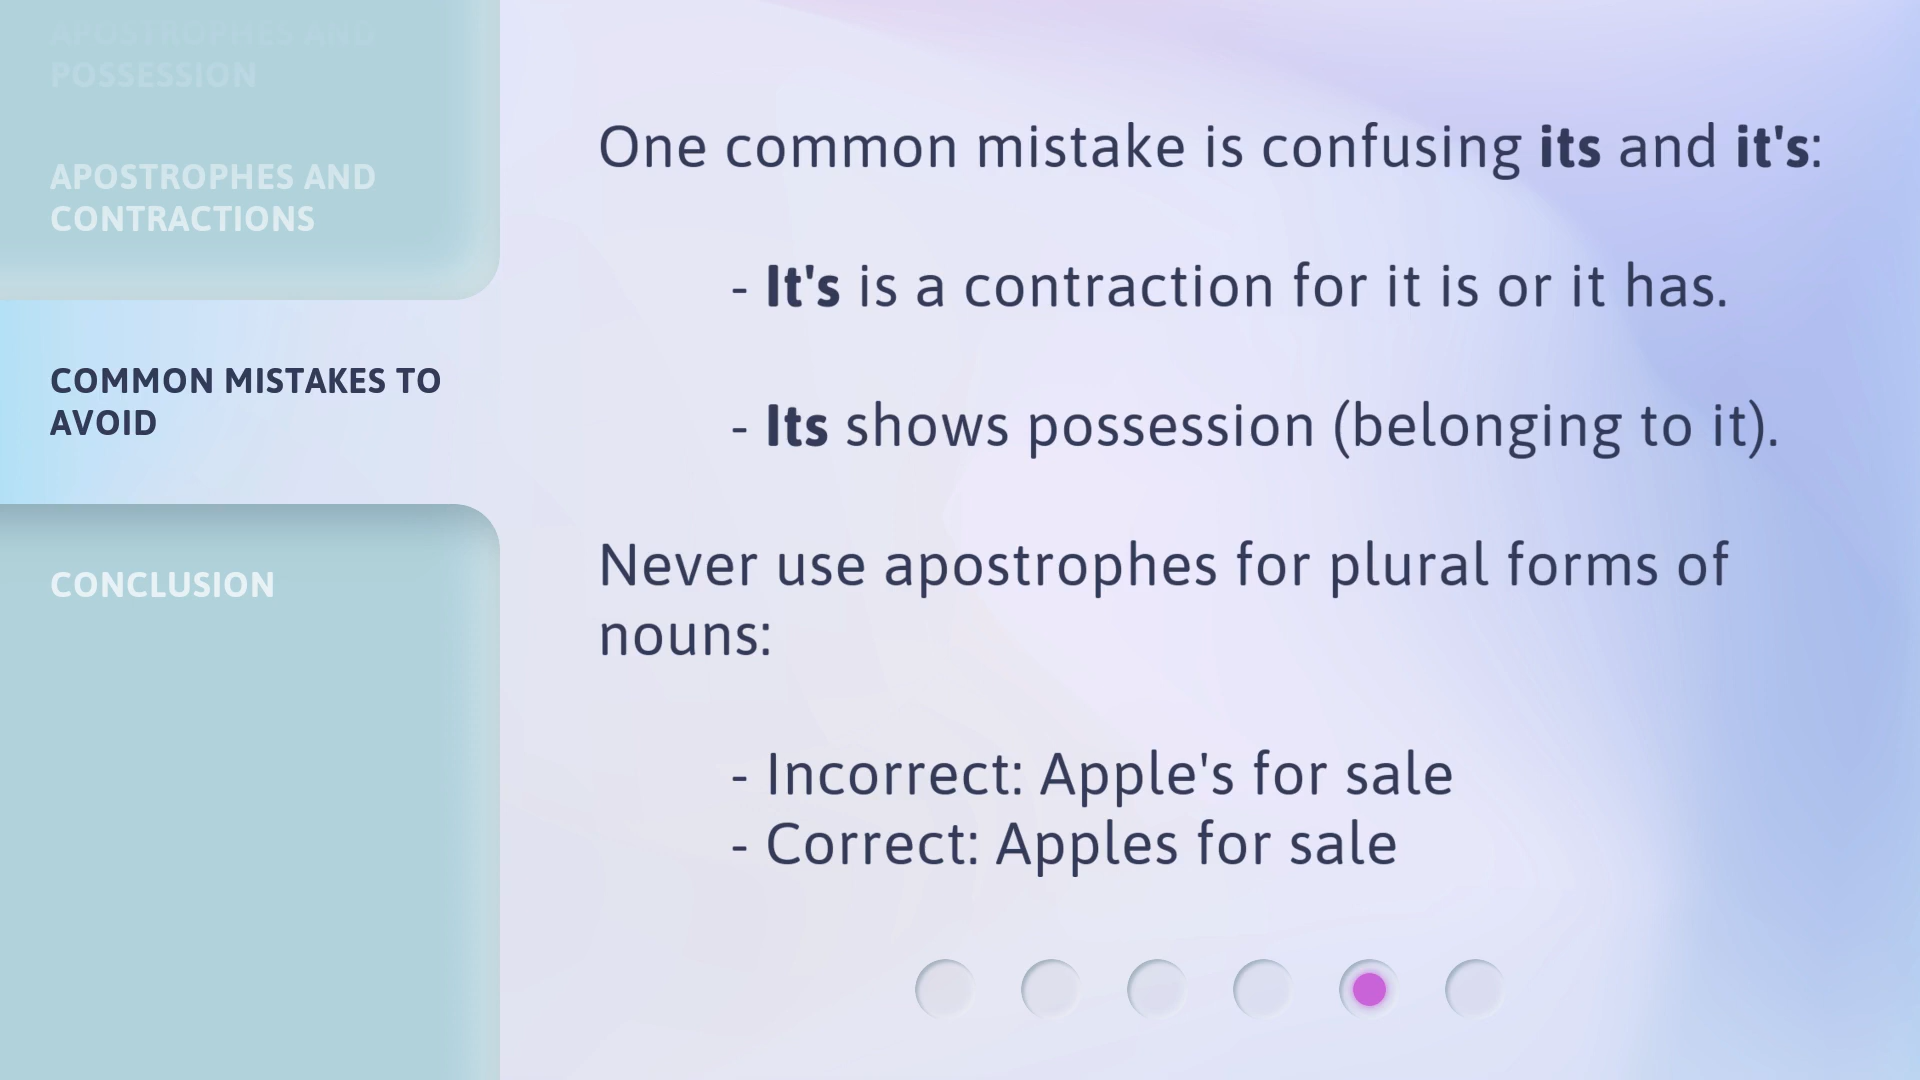 APOSTROPHES AND
POSSESSION
APOSTROPHES AND
CONTRACTIONS
COMMON MISTAKES TO
AVOID
CONCLUSION
One common mistake is confusing its and it's:
- It's is a contraction for it is or it has.
- Its shows possession (belonging to it).
Never use apostrophes for plural forms of
nouns:
- Incorrect: Apple's for sale
- Correct: Apples for sale